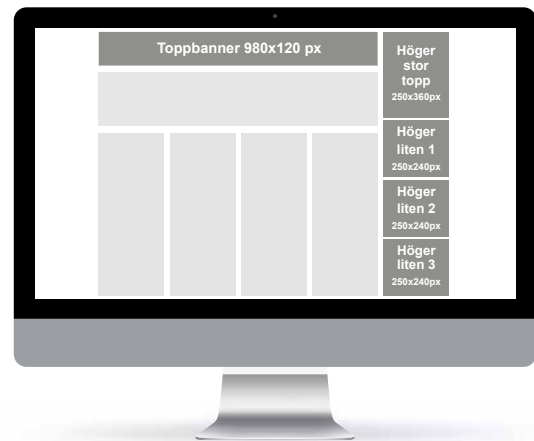 Toppbanner 980x120 px
Höger
stor
topp
250x360px
Höger
liten 1
250x240px
Höger
liten 2
250x240px
Höger
liten 3
250x240px